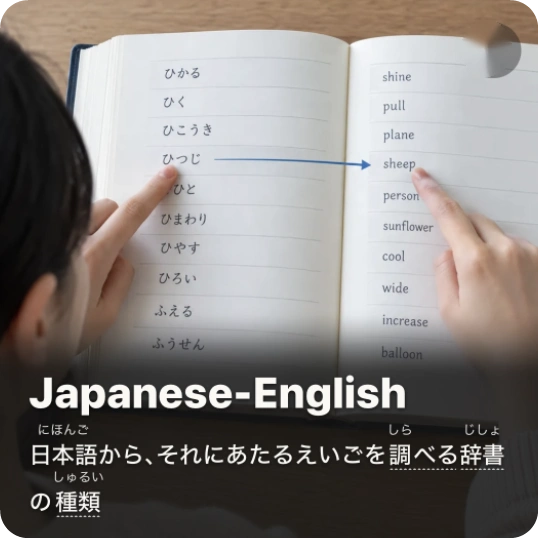 ひかる
ひく
ひこうき
ひつじ
ひと
ひまわり
ひやす
ひろい
ふえる
ふうせん
shine
pull
plane
sheep
person
sunflower
cool
wide
increase
balloon
Japanese-English
にほんご しら じしょ
日本語から、それにあたるえいごを調べる辞書
しゅるい
の種類